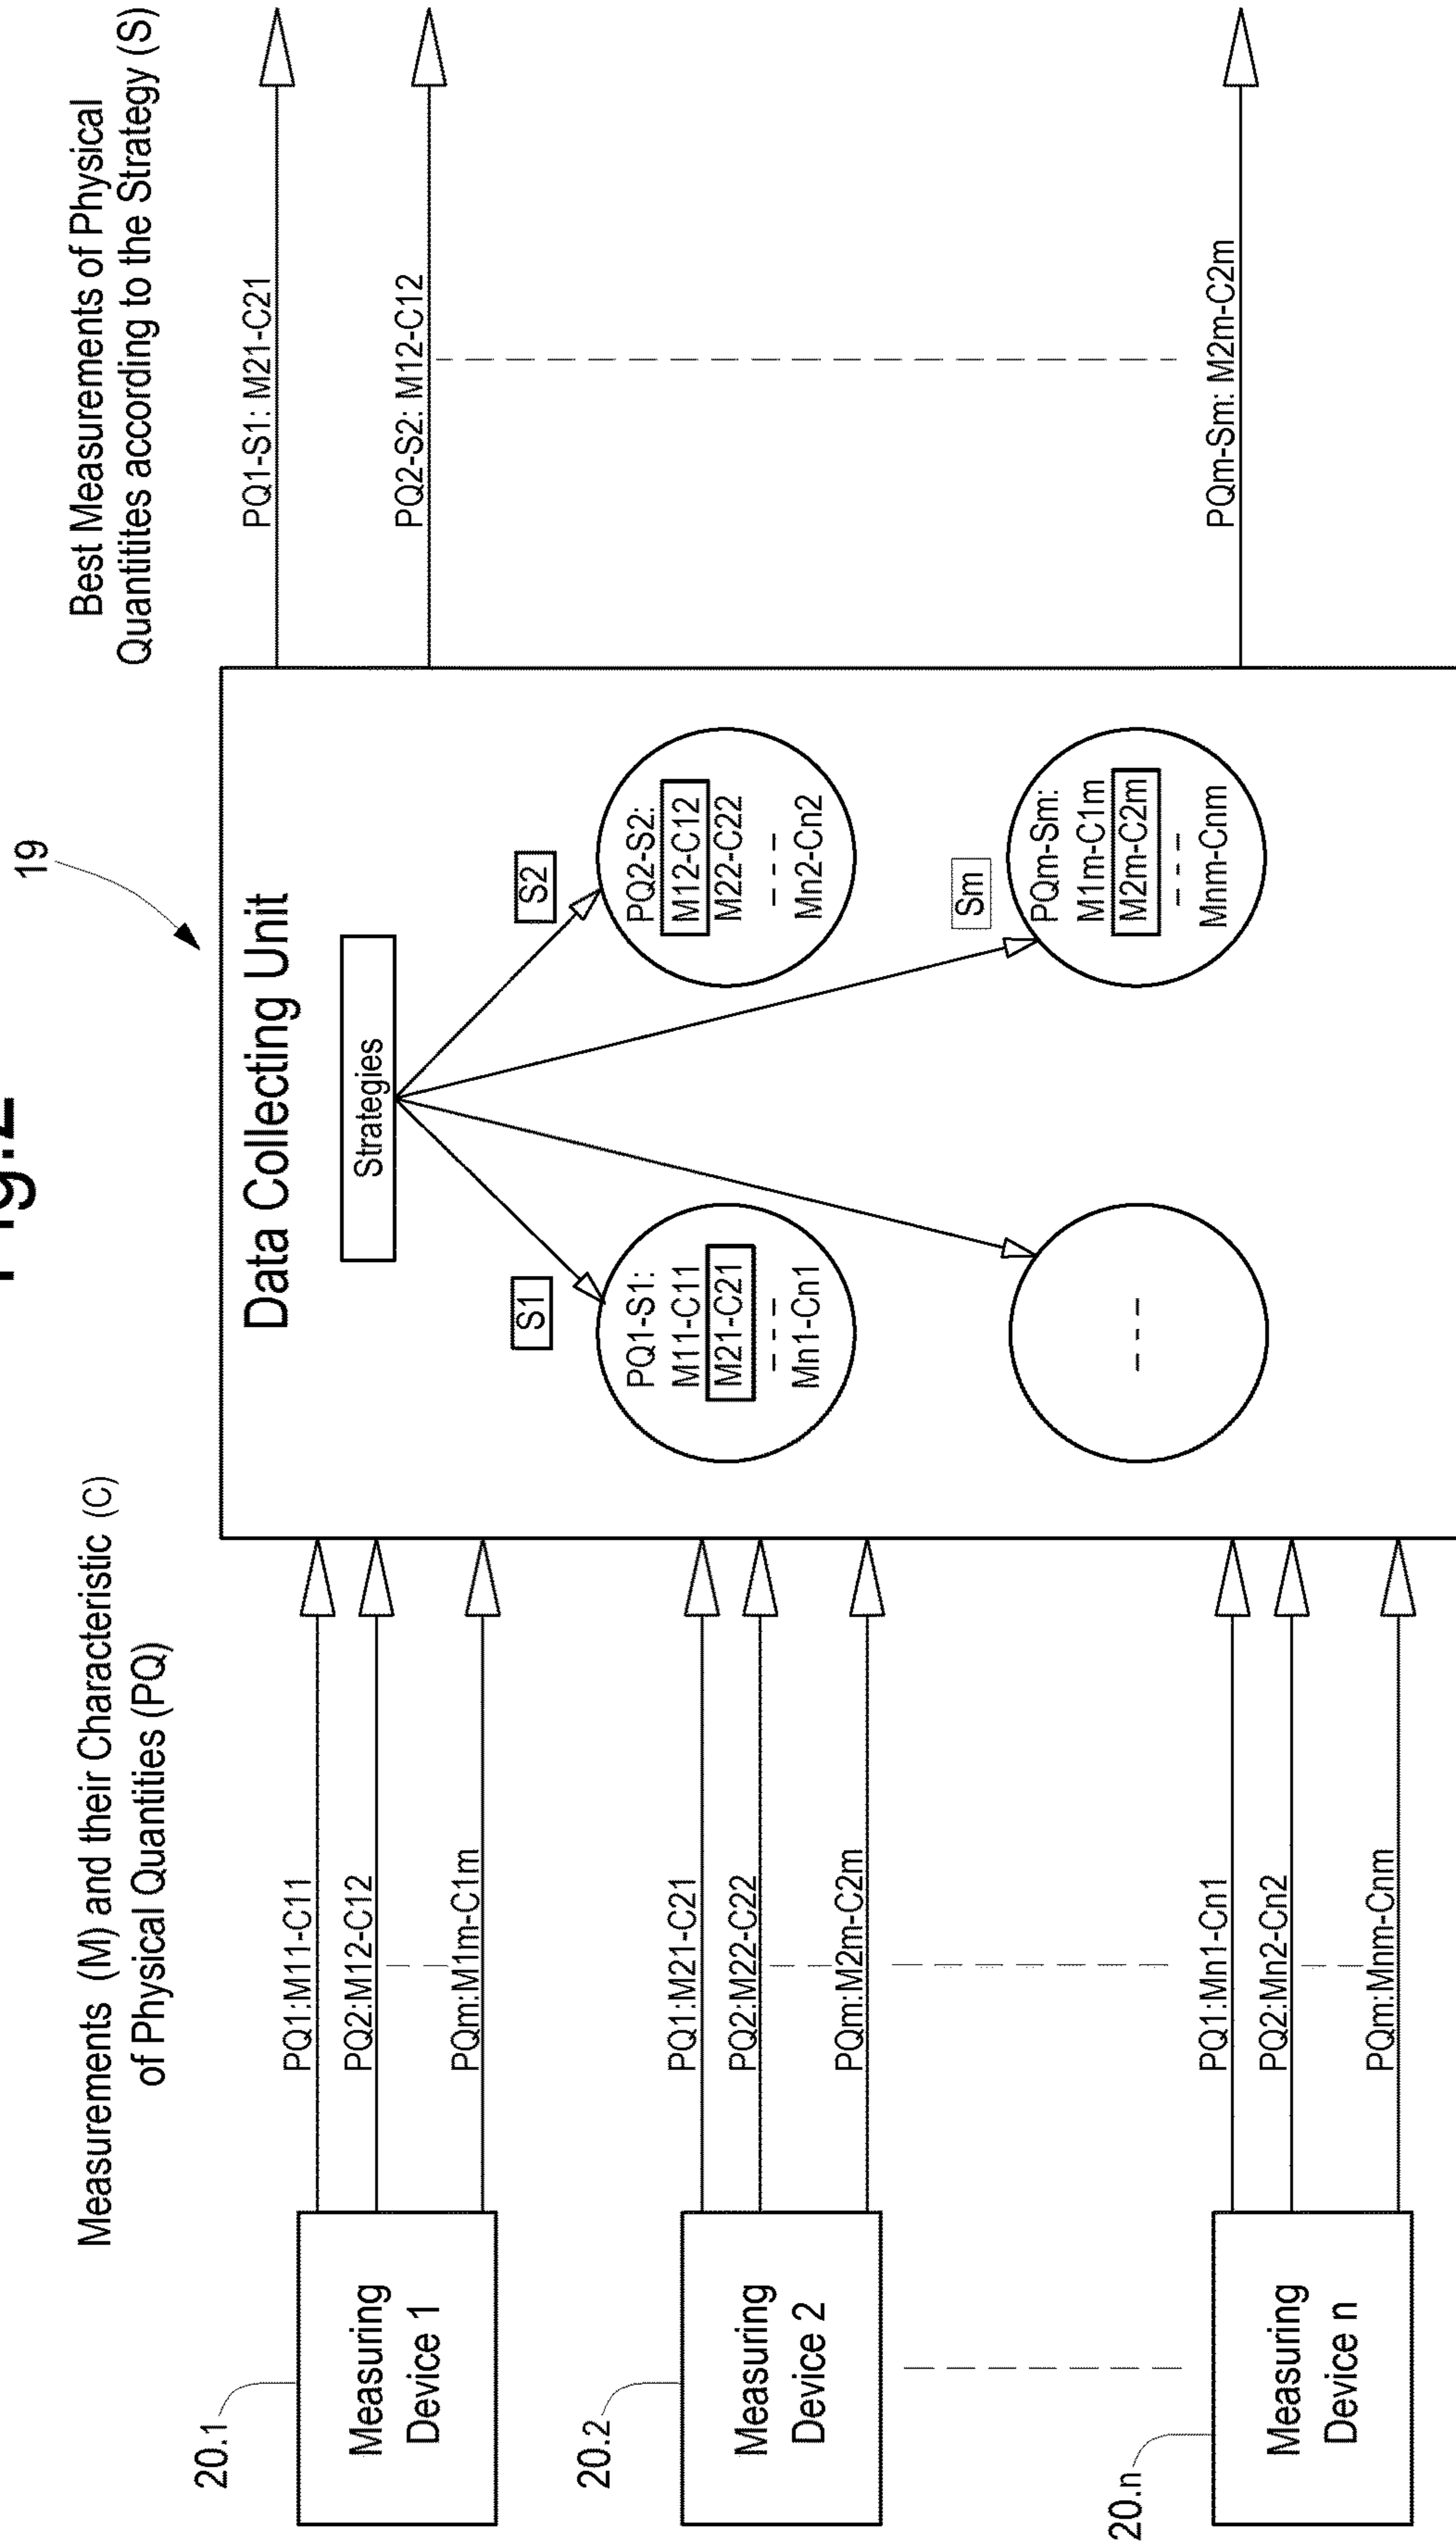 Fig.2
19
Measurements (M) and their Characteristic (C)
of Physical Quantities (PQ)
Best Measurements of Physical
Quantitites according to the Strategy (S)
20.1
Measuring
Device 1
PQ1:M11-C11
PQ2:M12-C12
PQm:M1m-C1m
20.2
Measuring
Device 2
PQ1:M21-C21
PQ2:M22-C22
PQm:M2m-C2m
20.n
Measuring
Device n
PQ1:Mn1-Cn1
PQ2:Mn2-Cn2
PQm:Mnm-Cnm
Data Collecting Unit
Strategies
S1
PQ1-S1:
M11-C11
M21-C21
Mn1-Cn1
S2
PQ2-S2:
M12-C12
M22-C22
Mn2-Cn2
Sm
PQm-Sm:
M1m-C1m
M2m-C2m
Mnm-Cnm
PQ1-S1: M21-C21
PQ2-S2: M12-C12
PQm-Sm: M2m-C2m